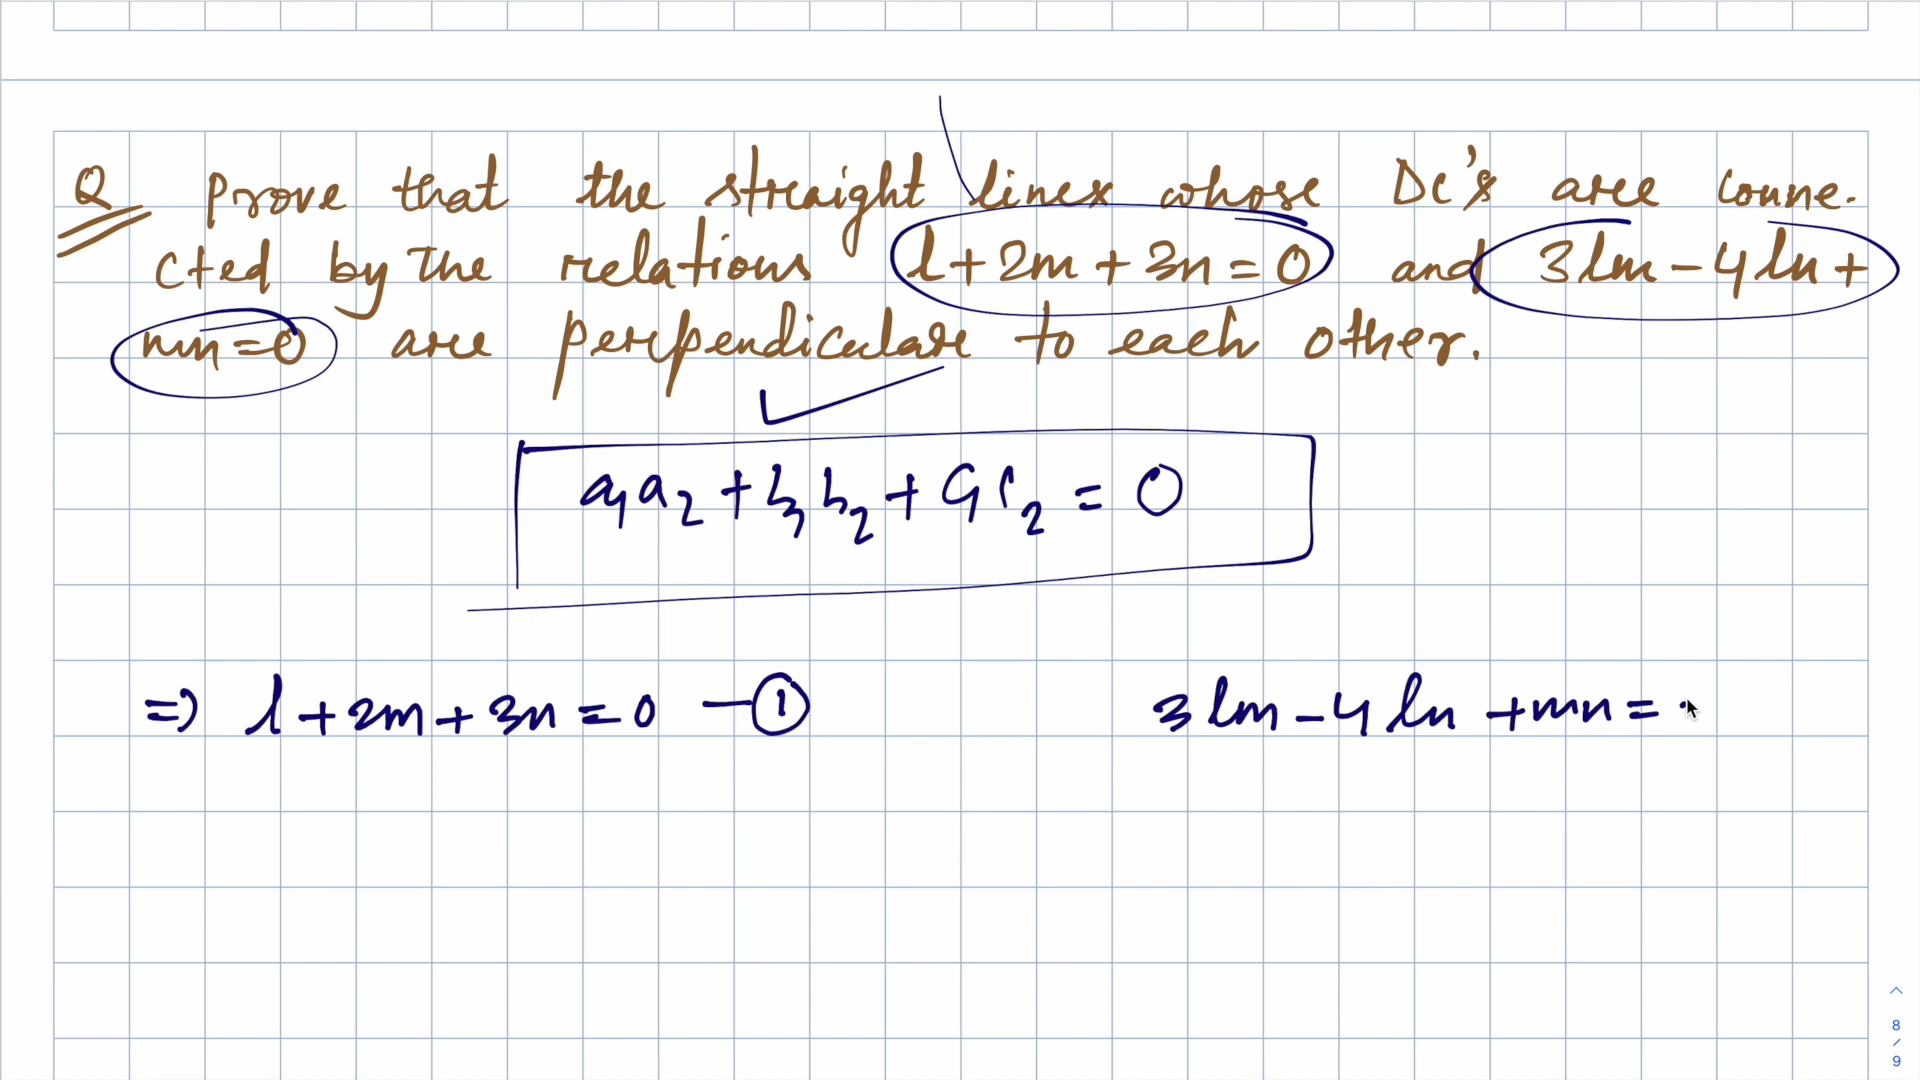 Q prove that the straight lines whose Dc's are conne-
cted by the relations l+2m+3n=0 and 3lm-4ln+
mn=0 are perpendicular to each other.
a₁a₂+b₁b₂+c₁c₂=0
=> l+2m+3n=0 -①
3lm-4ln+mn=
8
/
9